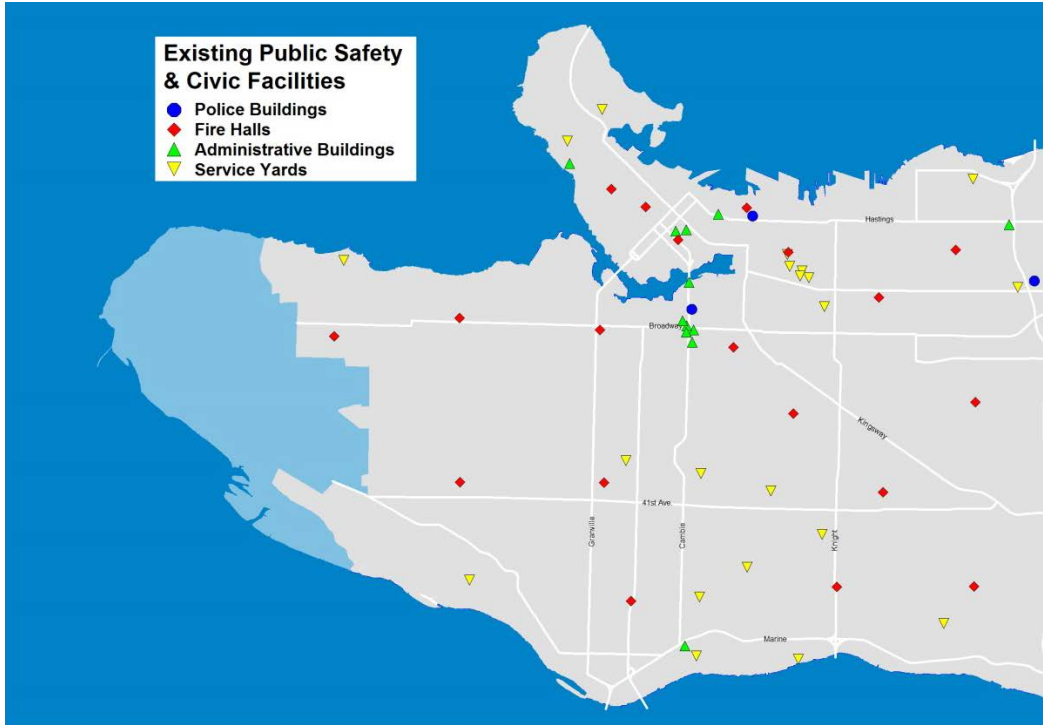 Existing Public Safety
& Civic Facilities
Police Buildings
Fire Halls
Administrative Buildings
Service Yards
Hastings
Broadway
Kingsway
41st Ave.
Granville
Cambie
Knight
Marine